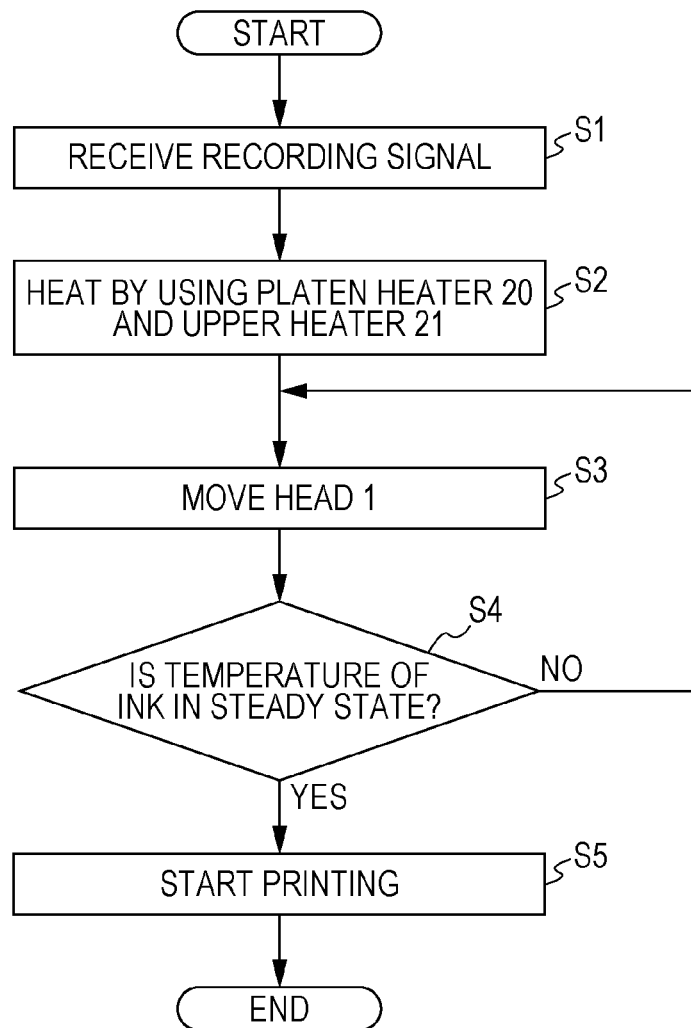 START
RECEIVE RECORDING SIGNAL
S1
HEAT BY USING PLATEN HEATER 20
AND UPPER HEATER 21
S2
MOVE HEAD 1
S3
IS TEMPERATURE OF
INK IN STEADY STATE?
S4
NO
YES
START PRINTING
S5
END